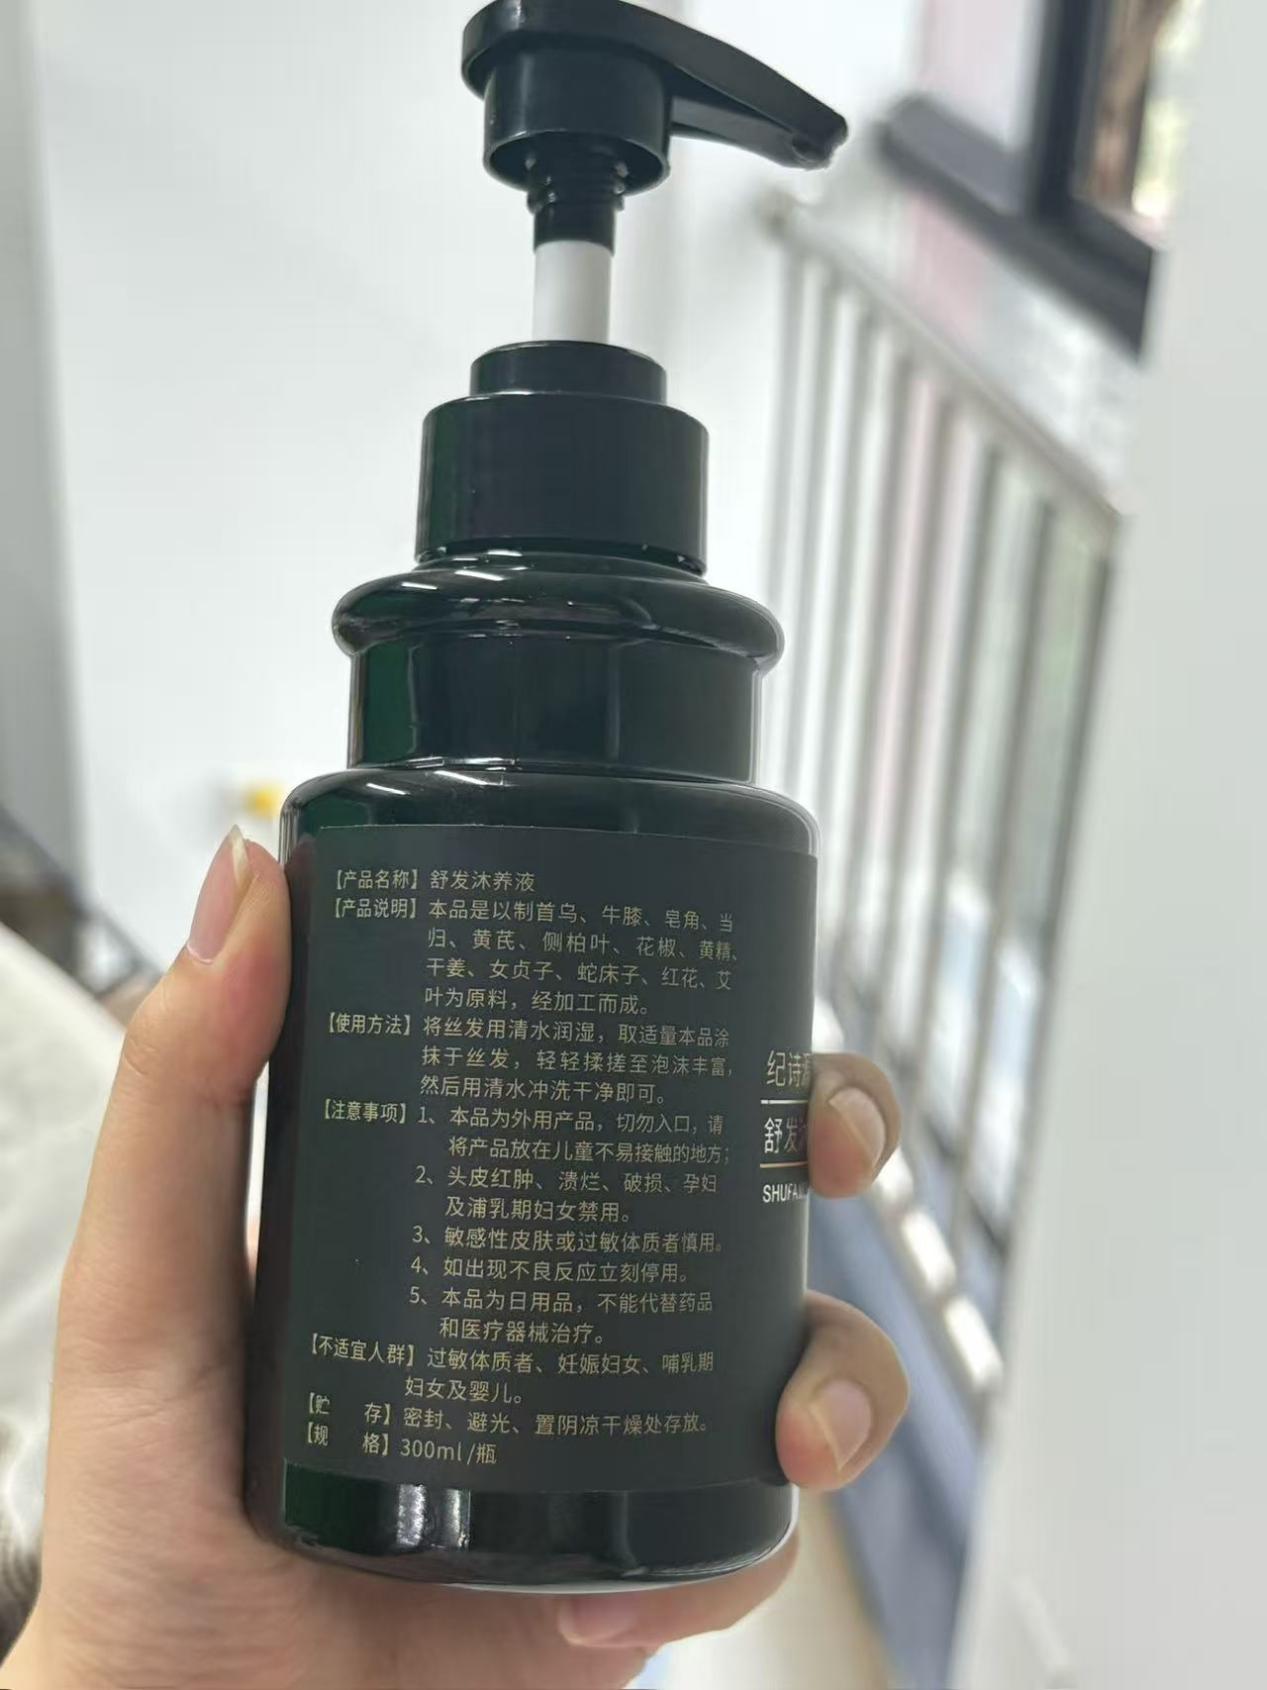 【产品名称】舒发沐养液
【产品说明】本品是以制首乌、牛膝、皂角、当
归、黄芪、侧柏叶、花椒、黄精、
干姜、女贞子、蛇床子、红花、艾
叶为原料，经加工而成。
【使用方法】将丝发用清水润湿，取适量本品涂
抹于丝发，轻轻揉搓至泡沫丰富，
然后用清水冲洗干净即可。
【注意事项】1、本品为外用产品，切勿入口，请
将产品放在儿童不易接触的地方；
2、头皮红肿、溃烂、破损、孕妇
及浦乳期妇女禁用。
3、敏感性皮肤或过敏体质者慎用。
4、如出现不良反应立刻停用。
5、本品为日用品，不能代替药品
和医疗器械治疗。
【不适宜人群】过敏体质者、妊娠妇女、哺乳期
妇女及婴儿。
【贮 存】密封、避光、置阴凉干燥处存放。
【规 格】300ml/瓶
纪诗源
舒发沐
SHUFA